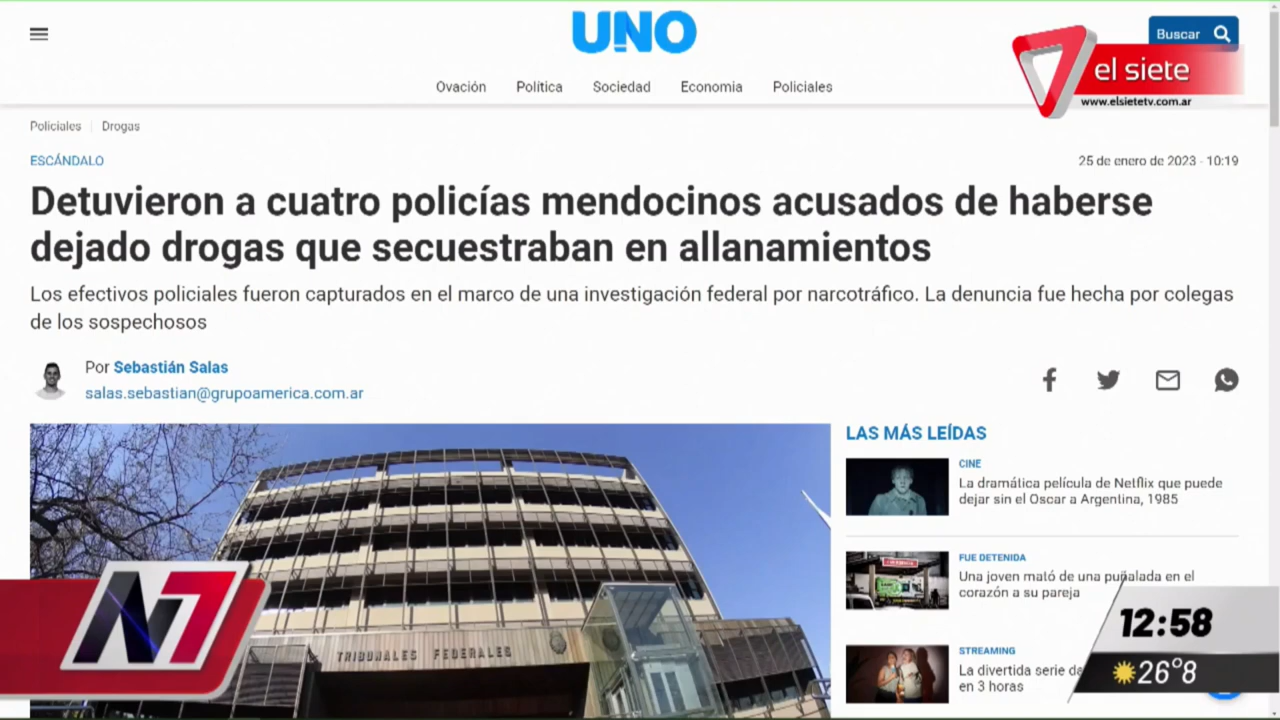 UNO
Buscar
el siete
www.elsietetv.com.ar
Ovación Política Sociedad Economia Policiales
Policiales Drogas
ESCÁNDALO
25 de enero de 2023 - 10:19
Detuvieron a cuatro policías mendocinos acusados de haberse
dejado drogas que secuestraban en allanamientos
Los efectivos policiales fueron capturados en el marco de una investigación federal por narcotráfico. La denuncia fue hecha por colegas
de los sospechosos
Por Sebastián Salas
salas.sebastian@grupoamerica.com.ar
LAS MÁS LEÍDAS
CINE
La dramática película de Netflix que puede
dejar sin el Oscar a Argentina, 1985
FUE DETENIDA
Una joven mató de una puñalada en el
corazón a su pareja
STREAMING
La divertida serie
en 3 horas
TRIBUNALES FEDERALES
N7
12:58
26°8